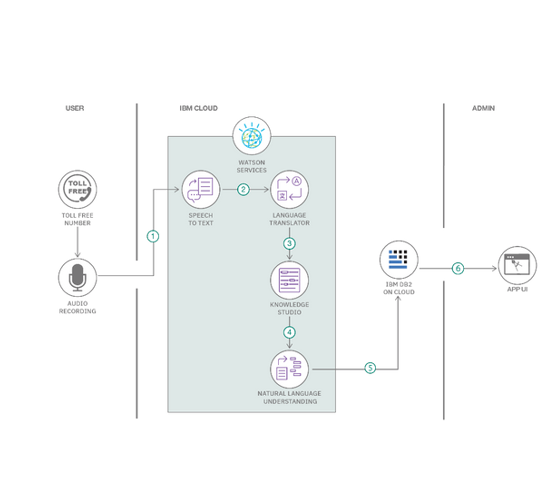 USER
IBM CLOUD
ADMIN
WATSON
SERVICES
TOLL
FREE
TOLL FREE
NUMBER
SPEECH
TO TEXT
2
LANGUAGE
TRANSLATOR
A
1
3
AUDIO
RECORDING
KNOWLEDGE
STUDIO
IBM DB2
ON CLOUD
6
APP UI
4
NATURAL LANGUAGE
UNDERSTANDING
5